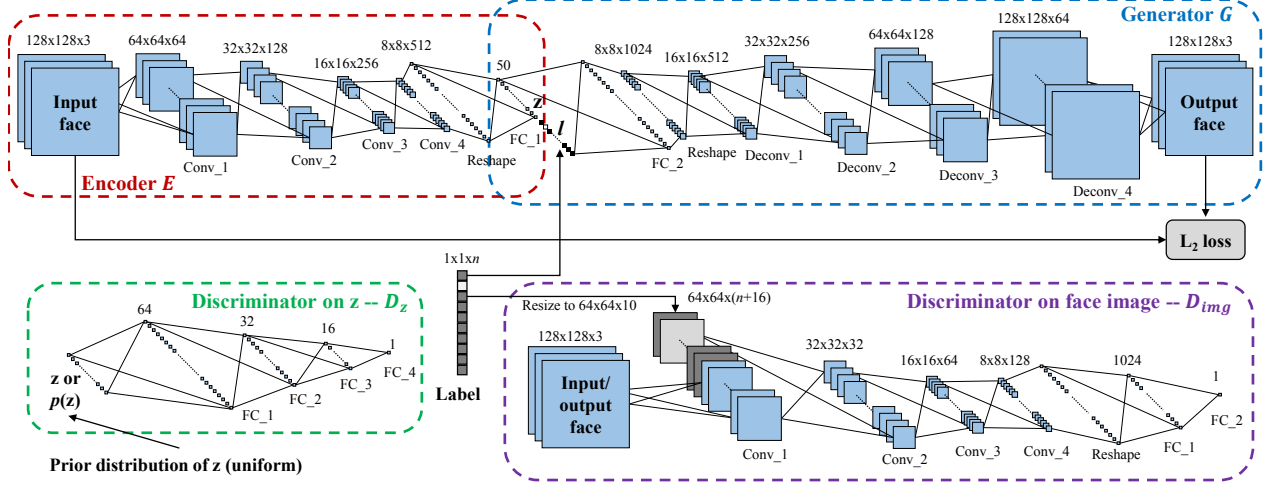 Generator G
128x128x3
64x64x64
32x32x128
16x16x256
8x8x512
50
8x8x1024
16x16x512
32x32x256
64x64x128
128x128x64
128x128x3
Input
face
z
l
Output
face
Conv_1
Conv_2
Conv_3
Conv_4
Reshape
FC_1
FC_2
Reshape
Deconv_1
Deconv_2
Deconv_3
Deconv_4
Encoder E
L2 loss
1x1xn
Label
Discriminator on z -- Dz
64
32
16
1
z or
p(z)
FC_1
FC_2
FC_3
FC_4
Prior distribution of z (uniform)
Discriminator on face image -- Dimg
Resize to 64x64x10
64x64x(n+16)
128x128x3
32x32x32
16x16x64
8x8x128
1024
1
Input/
output
face
Conv_1
Conv_2
Conv_3
Conv_4
Reshape
FC_1
FC_2